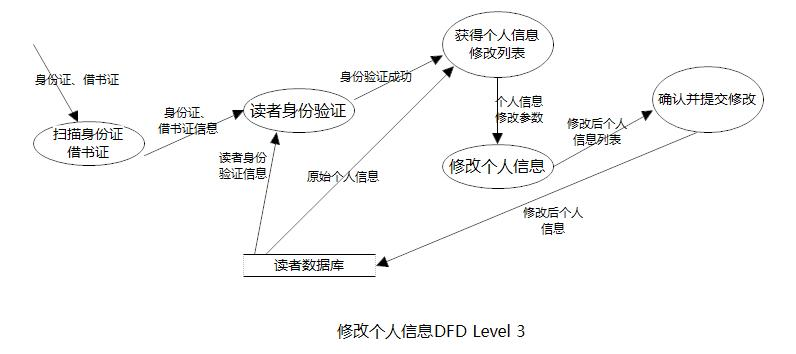 获得个人信息
修改列表
身份证、借书证
身份验证成功
读者身份验证
身份证、
借书证信息
扫描身份证
借书证
个人信息
修改参数
确认并提交修改
修改后个人
信息列表
读者身份
验证信息
原始个人信息
修改个人信息
修改后个人
信息
读者数据库
修改个人信息DFD Level 3